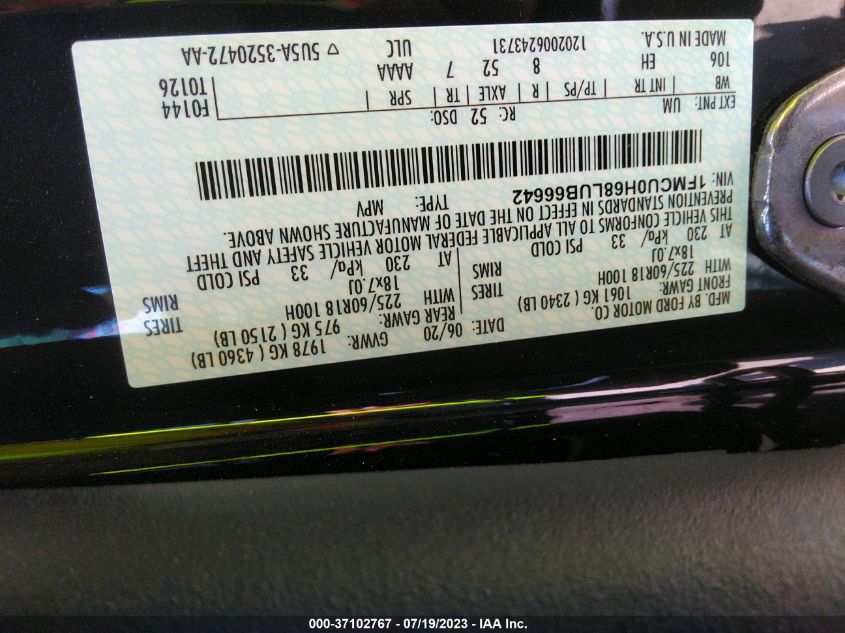 MFD. BY FORD MOTOR CO.
DATE: 06/20 GVWR: 1978 KG ( 4360 LB)
FRONT GAWR: REAR GAWR:
1061 KG ( 2340 LB) 975 KG ( 2150 LB)
WITH 225/60R18 100H TIRES WITH 225/60R18 100H TIRES
18x7.0J RIMS 18x7.0J RIMS
AT 230 kPa/ 33 PSI COLD AT 230 kPa/ 33 PSI COLD
THIS VEHICLE CONFORMS TO ALL APPLICABLE FEDERAL MOTOR VEHICLE SAFETY AND THEFT
PREVENTION STANDARDS IN EFFECT ON THE DATE OF MANUFACTURE SHOWN ABOVE.
VIN: 1FMCU0H68LUB66642 TYPE: MPV
EXT PNT: UM RC: 52 DSO: F0144
WB INT TR TP/PS R AXLE TR SPR T0126
106 EH 8 52 7 AAAA
MADE IN U.S.A. 1202006243731 ULC ▽ 5U5A-3520472-AA
000-37102767 - 07/19/2023 - IAA Inc.